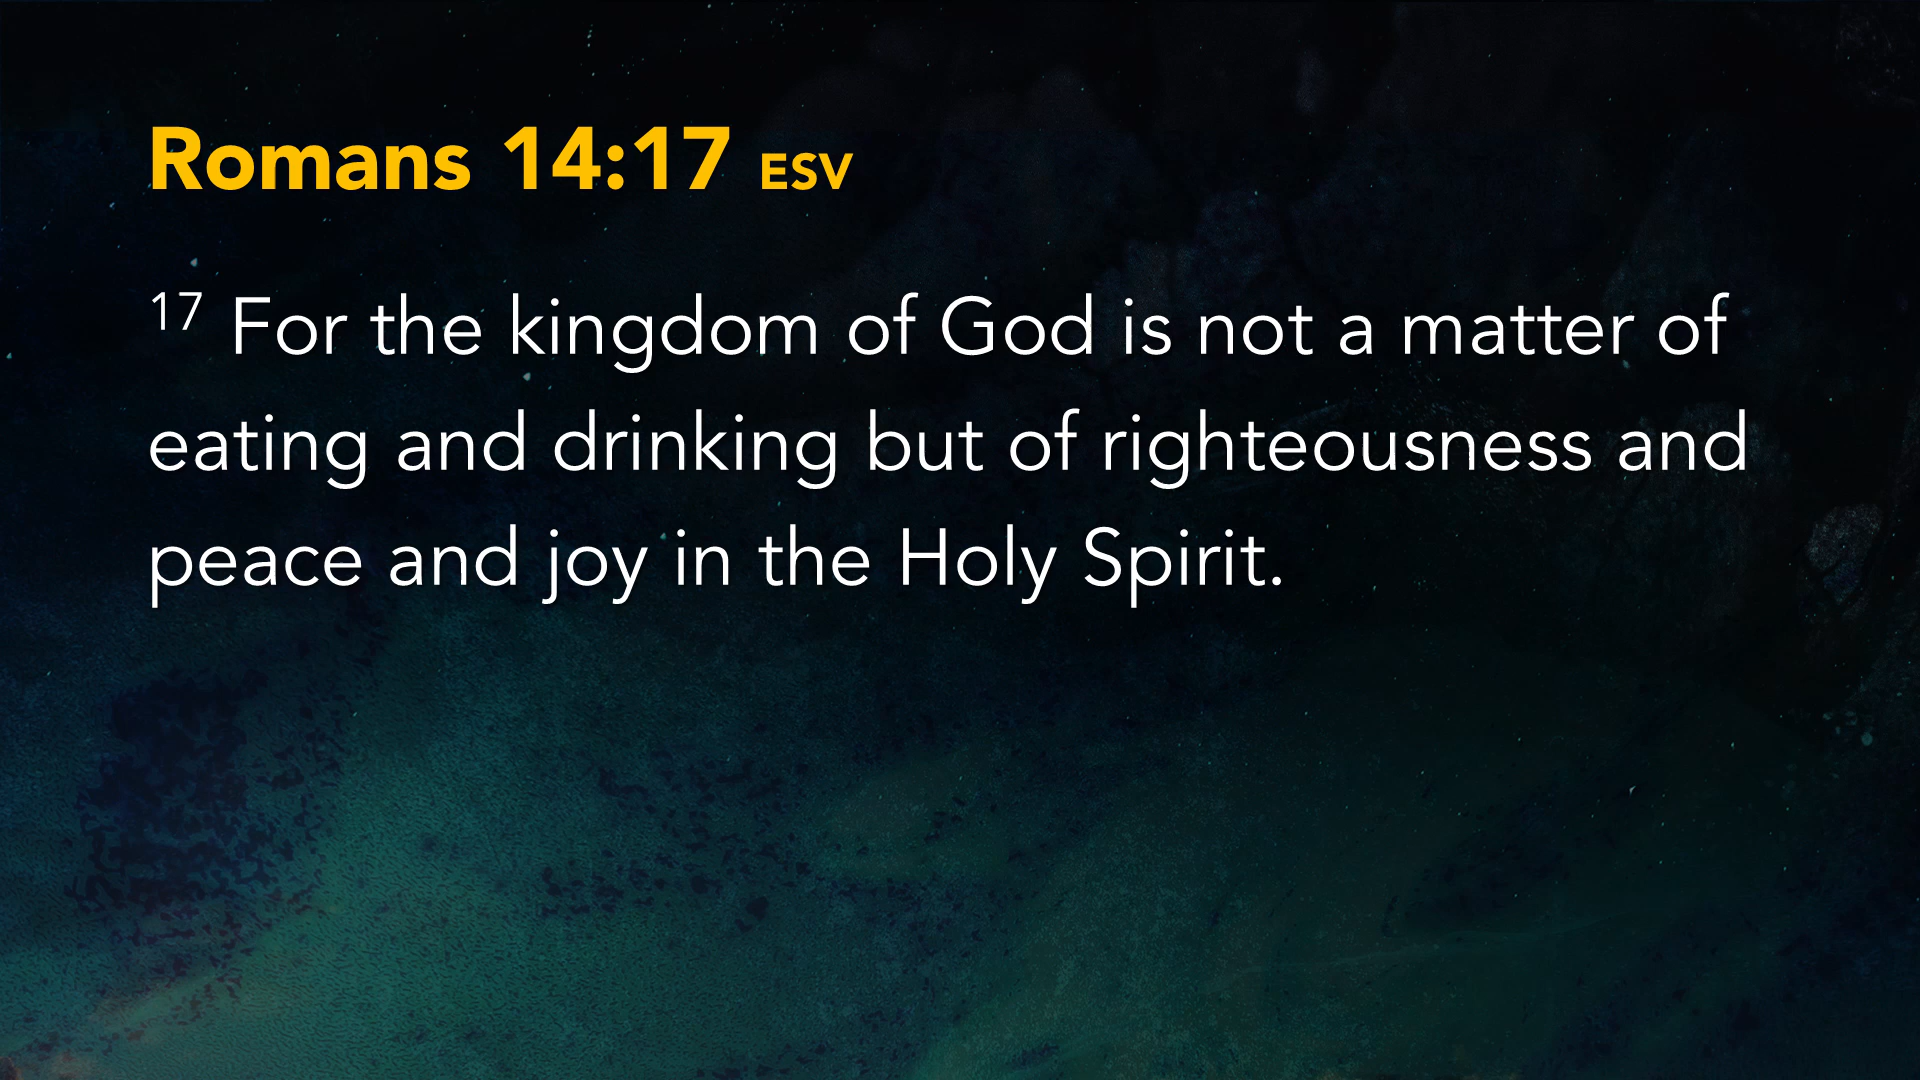 Romans 14:17 ESV
17 For the kingdom of God is not a matter of
eating and drinking but of righteousness and
peace and joy in the Holy Spirit.